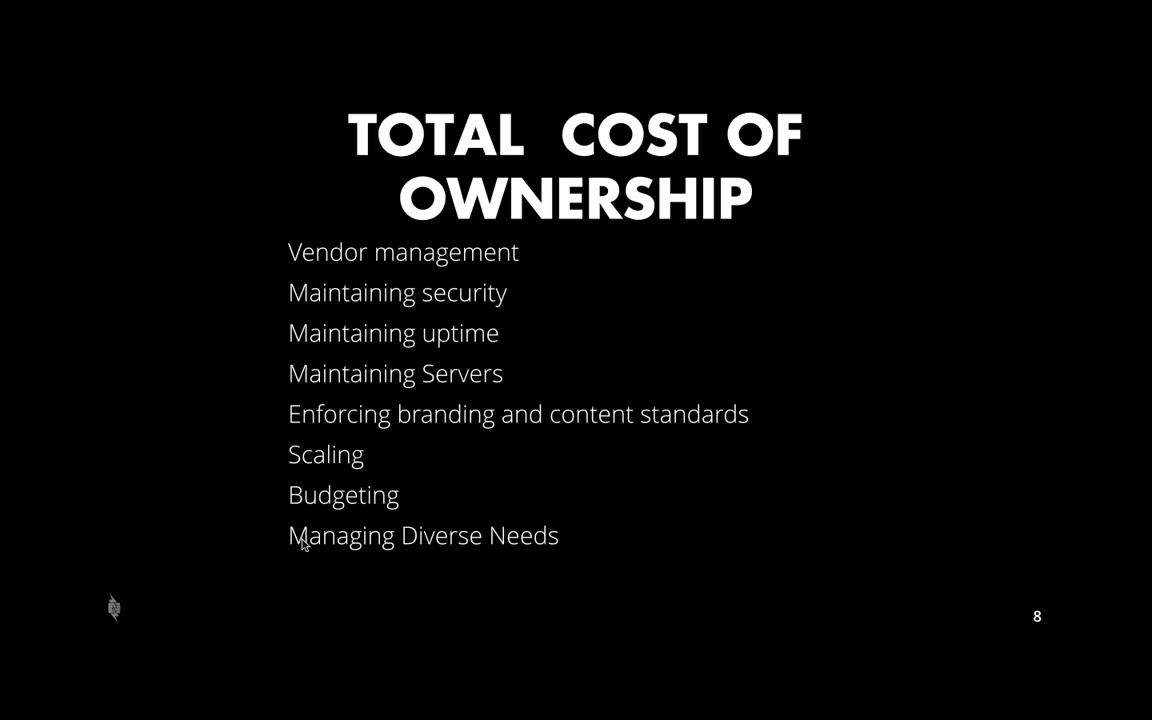 TOTAL COST OF
OWNERSHIP
Vendor management
Maintaining security
Maintaining uptime
Maintaining Servers
Enforcing branding and content standards
Scaling
Budgeting
Managing Diverse Needs
8